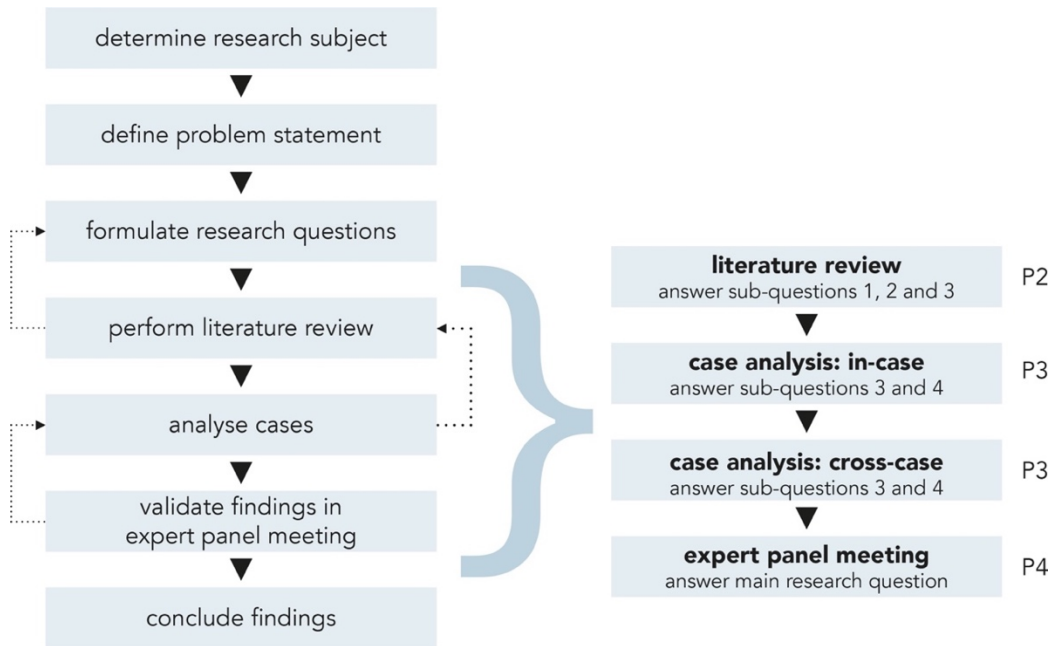 determine research subject
define problem statement
formulate research questions
perform literature review
analyse cases
validate findings in
expert panel meeting
conclude findings
literature review
answer sub-questions 1, 2 and 3
P2
case analysis: in-case
answer sub-questions 3 and 4
P3
case analysis: cross-case
answer sub-questions 3 and 4
P3
expert panel meeting
answer main research question
P4